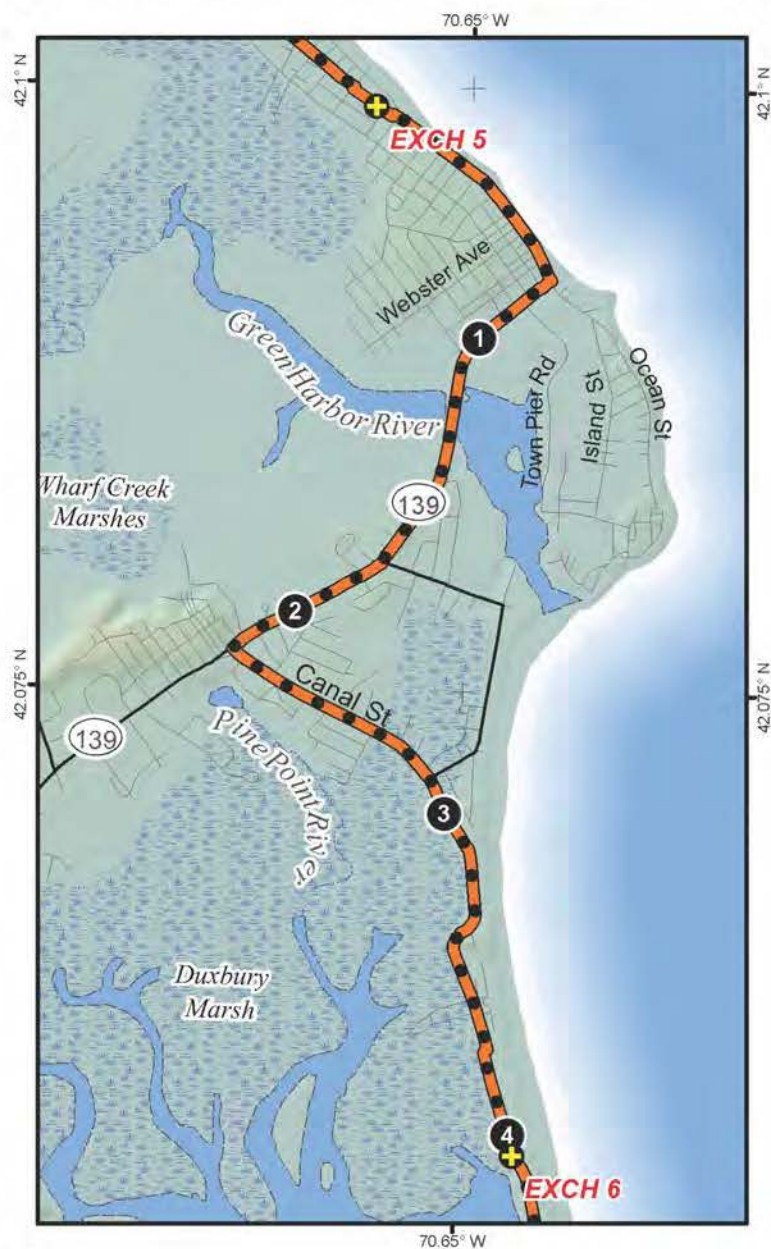 70.65° W
42.1° N
42.1° N
EXCH 5
Webster Ave
1
Green Harbor River
Town Pier Rd
Island St
Ocean St
Wharf Creek
Marshes
139
2
42.075° N
42.075° N
Canal St
139
Pine Point River
3
Duxbury
Marsh
4
EXCH 6
70.65° W